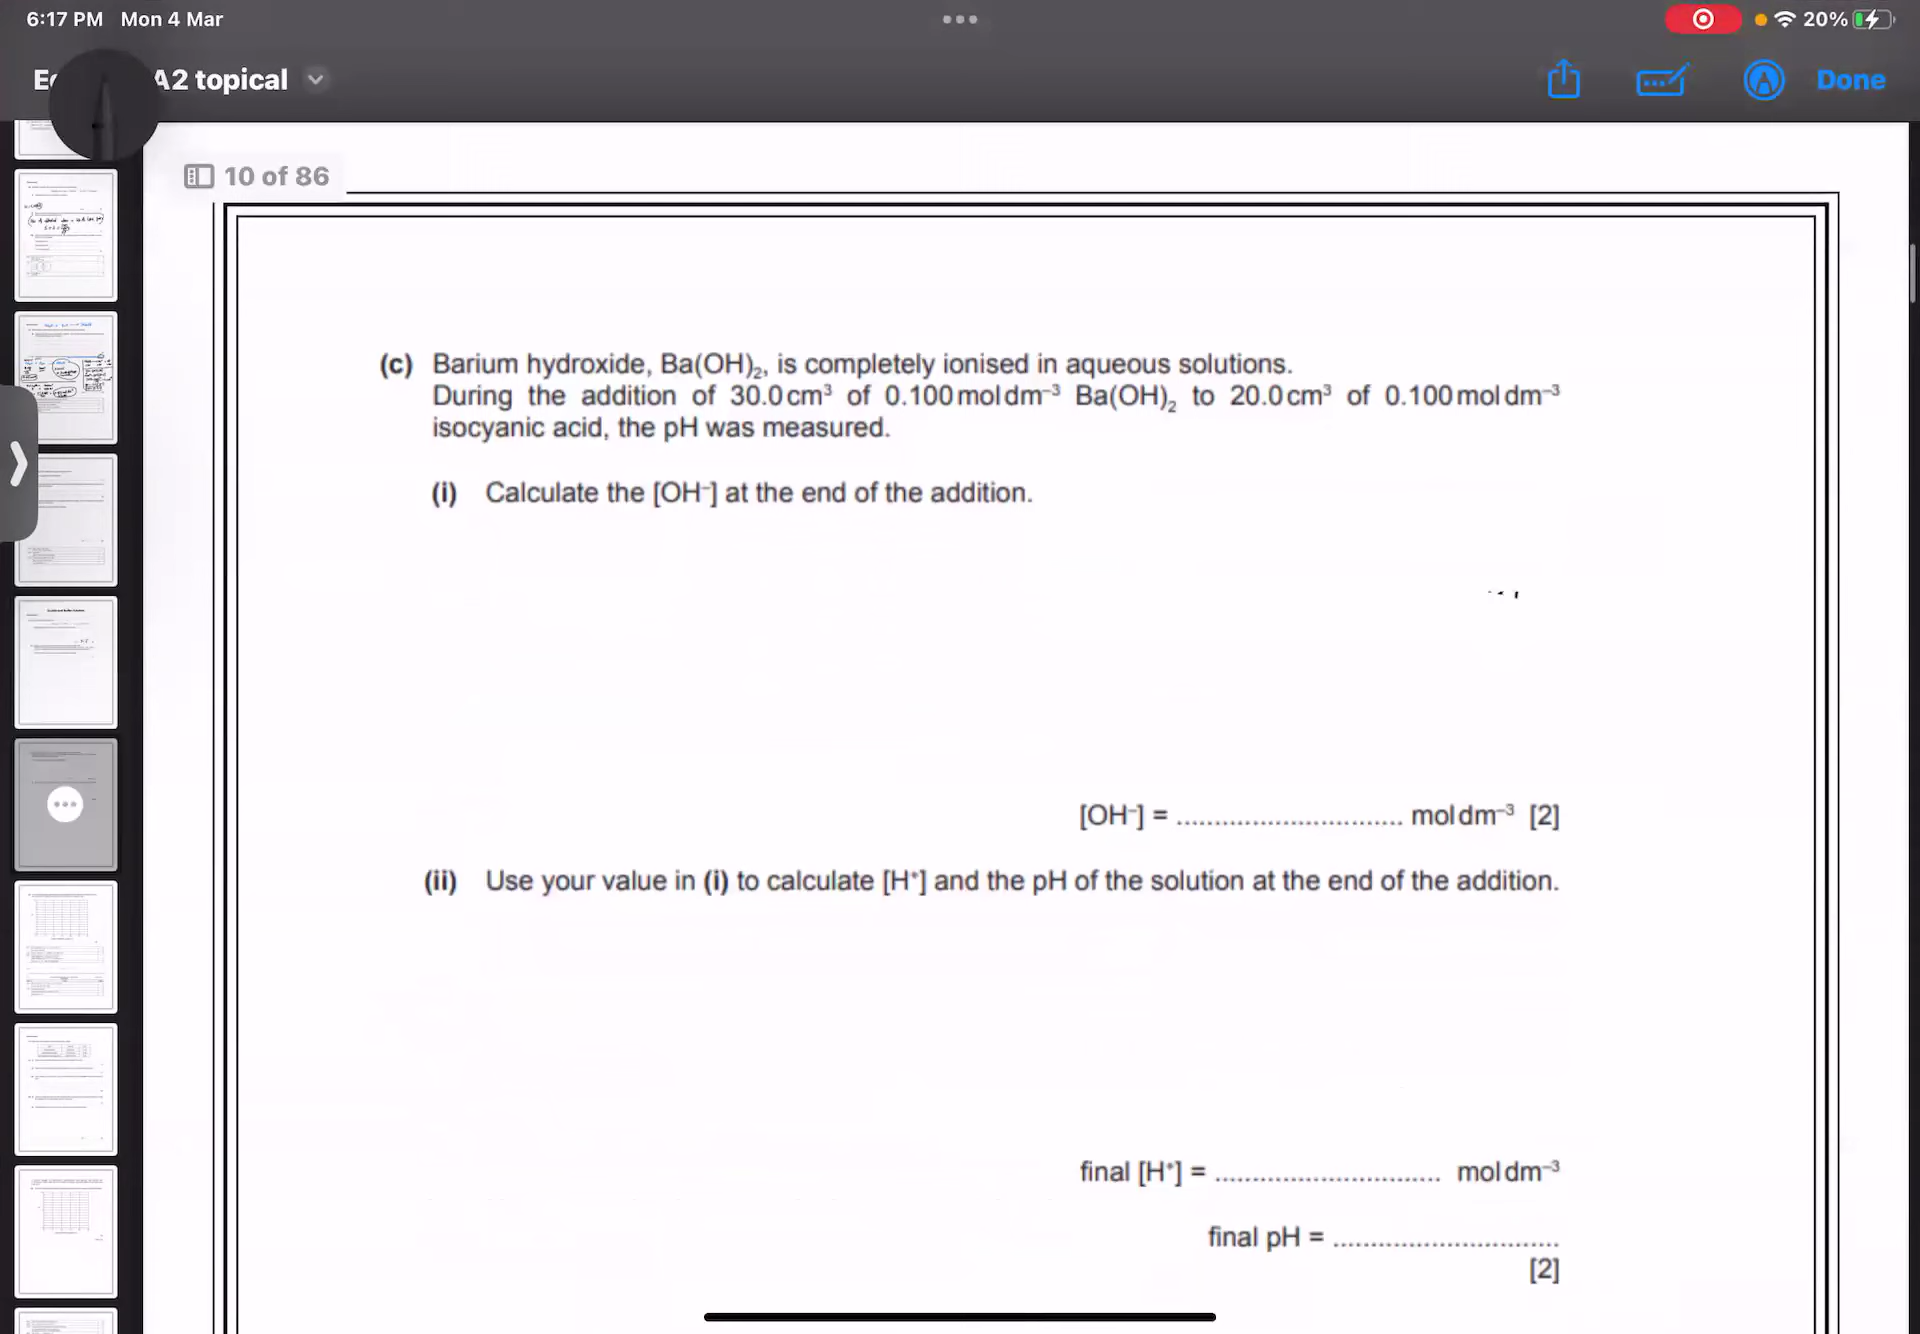 6:17 PM Mon 4 Mar
20%
A2 topical
Done
10 of 86
(c) Barium hydroxide, Ba(OH)₂, is completely ionised in aqueous solutions.
During the addition of 30.0 cm³ of 0.100 mol dm⁻³ Ba(OH)₂ to 20.0 cm³ of 0.100 mol dm⁻³
isocyanic acid, the pH was measured.
(i) Calculate the [OH⁻] at the end of the addition.
[OH⁻] = .............................. mol dm⁻³ [2]
(ii) Use your value in (i) to calculate [H⁺] and the pH of the solution at the end of the addition.
final [H⁺] = .............................. mol dm⁻³
final pH = ..............................
[2]